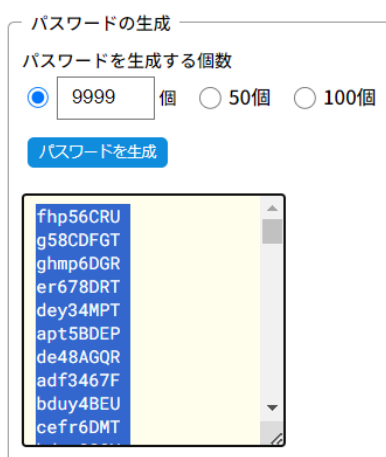 パスワードの生成
パスワードを生成する個数
9999 個 50個 100個
パスワードを生成
fhp56CRU
g58CDFGT
ghmp6DGR
er678DRT
dey34MPT
apt5BDEP
de48AGQR
adf3467F
bduy4BEU
cefr6DMT